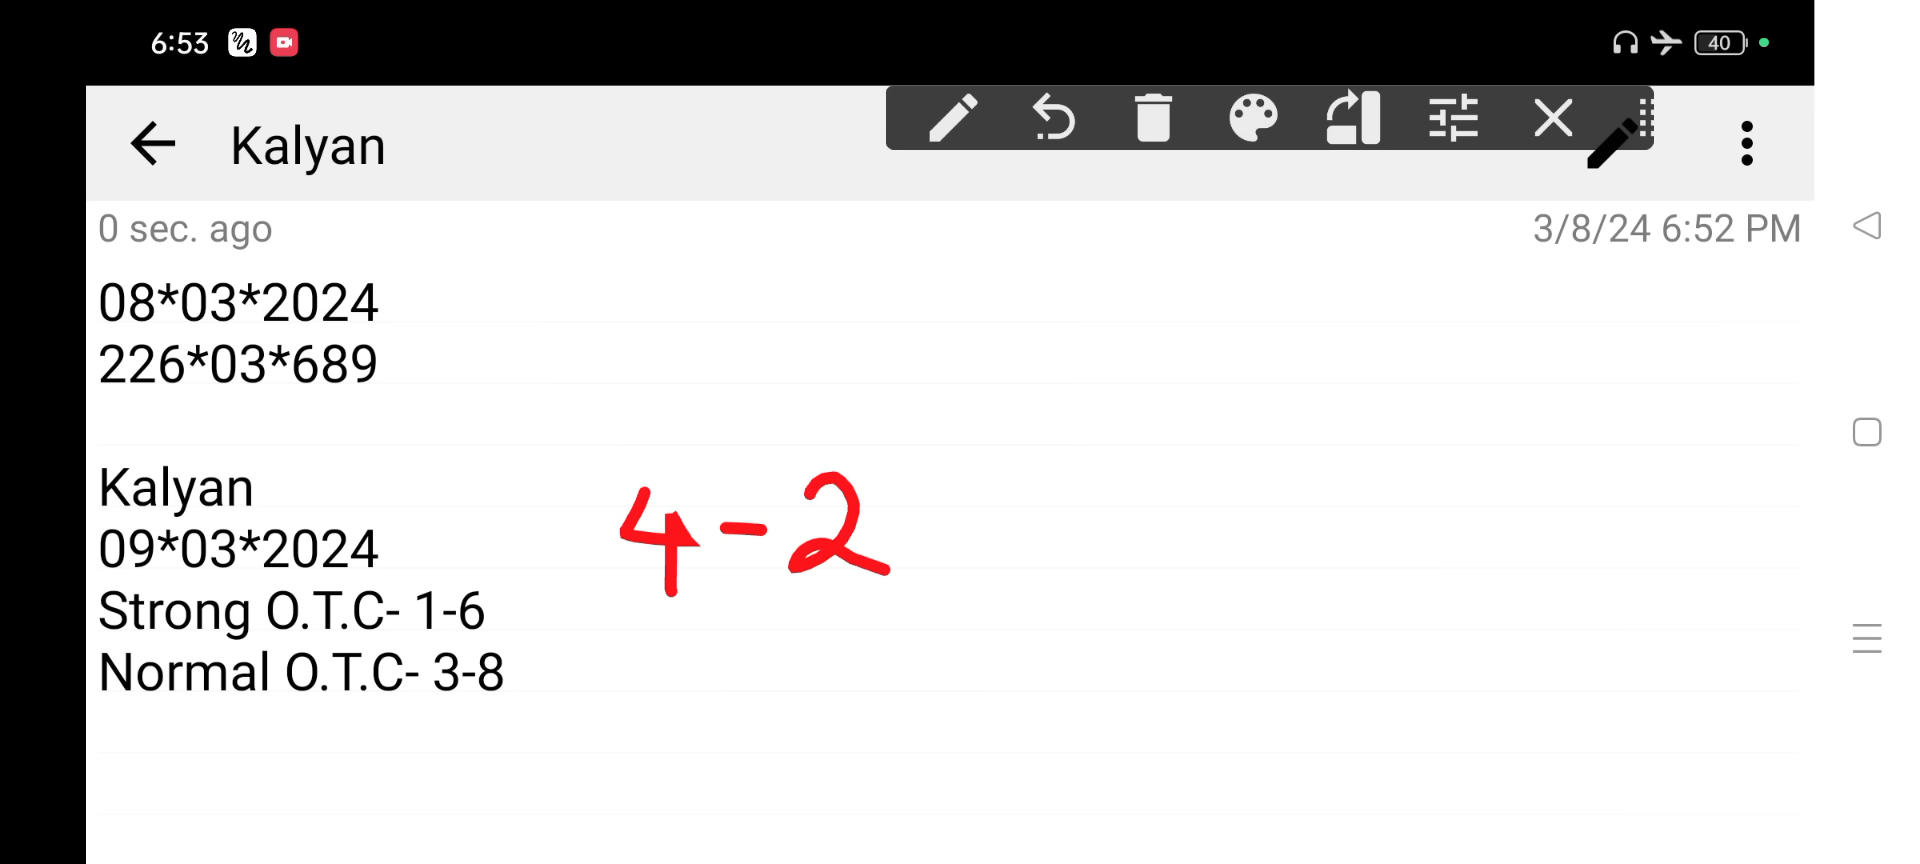 6:53
40
Kalyan
0 sec. ago
3/8/24 6:52 PM
08*03*2024
226*03*689
Kalyan
09*03*2024
4-2
Strong O.T.C- 1-6
Normal O.T.C- 3-8